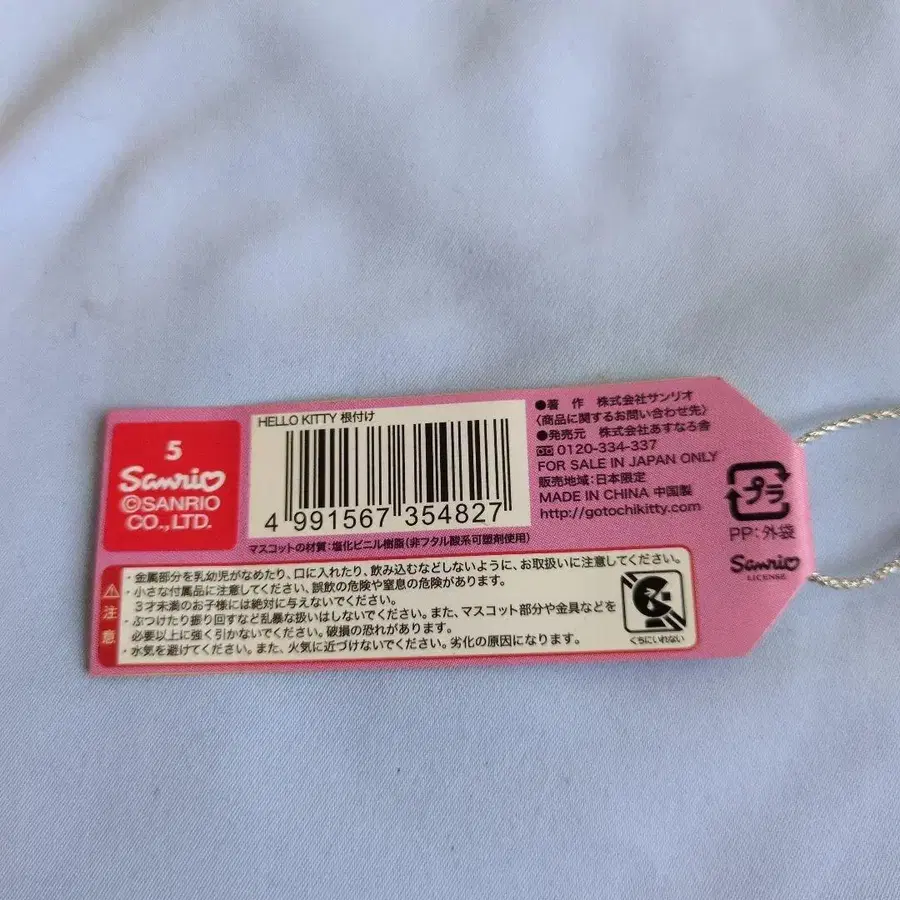 5
Sanrio
©SANRIO
CO.,LTD.
HELLO KITTY 根付け
4 991567 354827
マスコットの材質：塩化ビニル樹脂（非フタル酸系可塑剤使用）
●著　作　株式会社サンリオ
〈商品に関するお問い合わせ先〉
●発売元　株式会社あすなろ舎
0120-334-337
FOR SALE IN JAPAN ONLY
販売地域：日本限定
MADE IN CHINA 中国製
http://gotochikitty.com
プラ
PP：外袋
Sanrio
LICENSE
注意
・金属部分を乳幼児がなめたり、口に入れたり、飲み込むなどしないように、お取扱いに注意してください。
・小さな付属品に注意してください。誤飲の危険や窒息の危険があります。
３才未満のお子様には絶対に与えないでください。
・ぶつけたり振り回すなど乱暴な扱いはしないでください。また、マスコット部分や金具などを
必要以上に強く引かないでください。破損の恐れがあります。
・水気を避けてください。また、火気に近づけないでください。劣化の原因になります。
くちにいれない